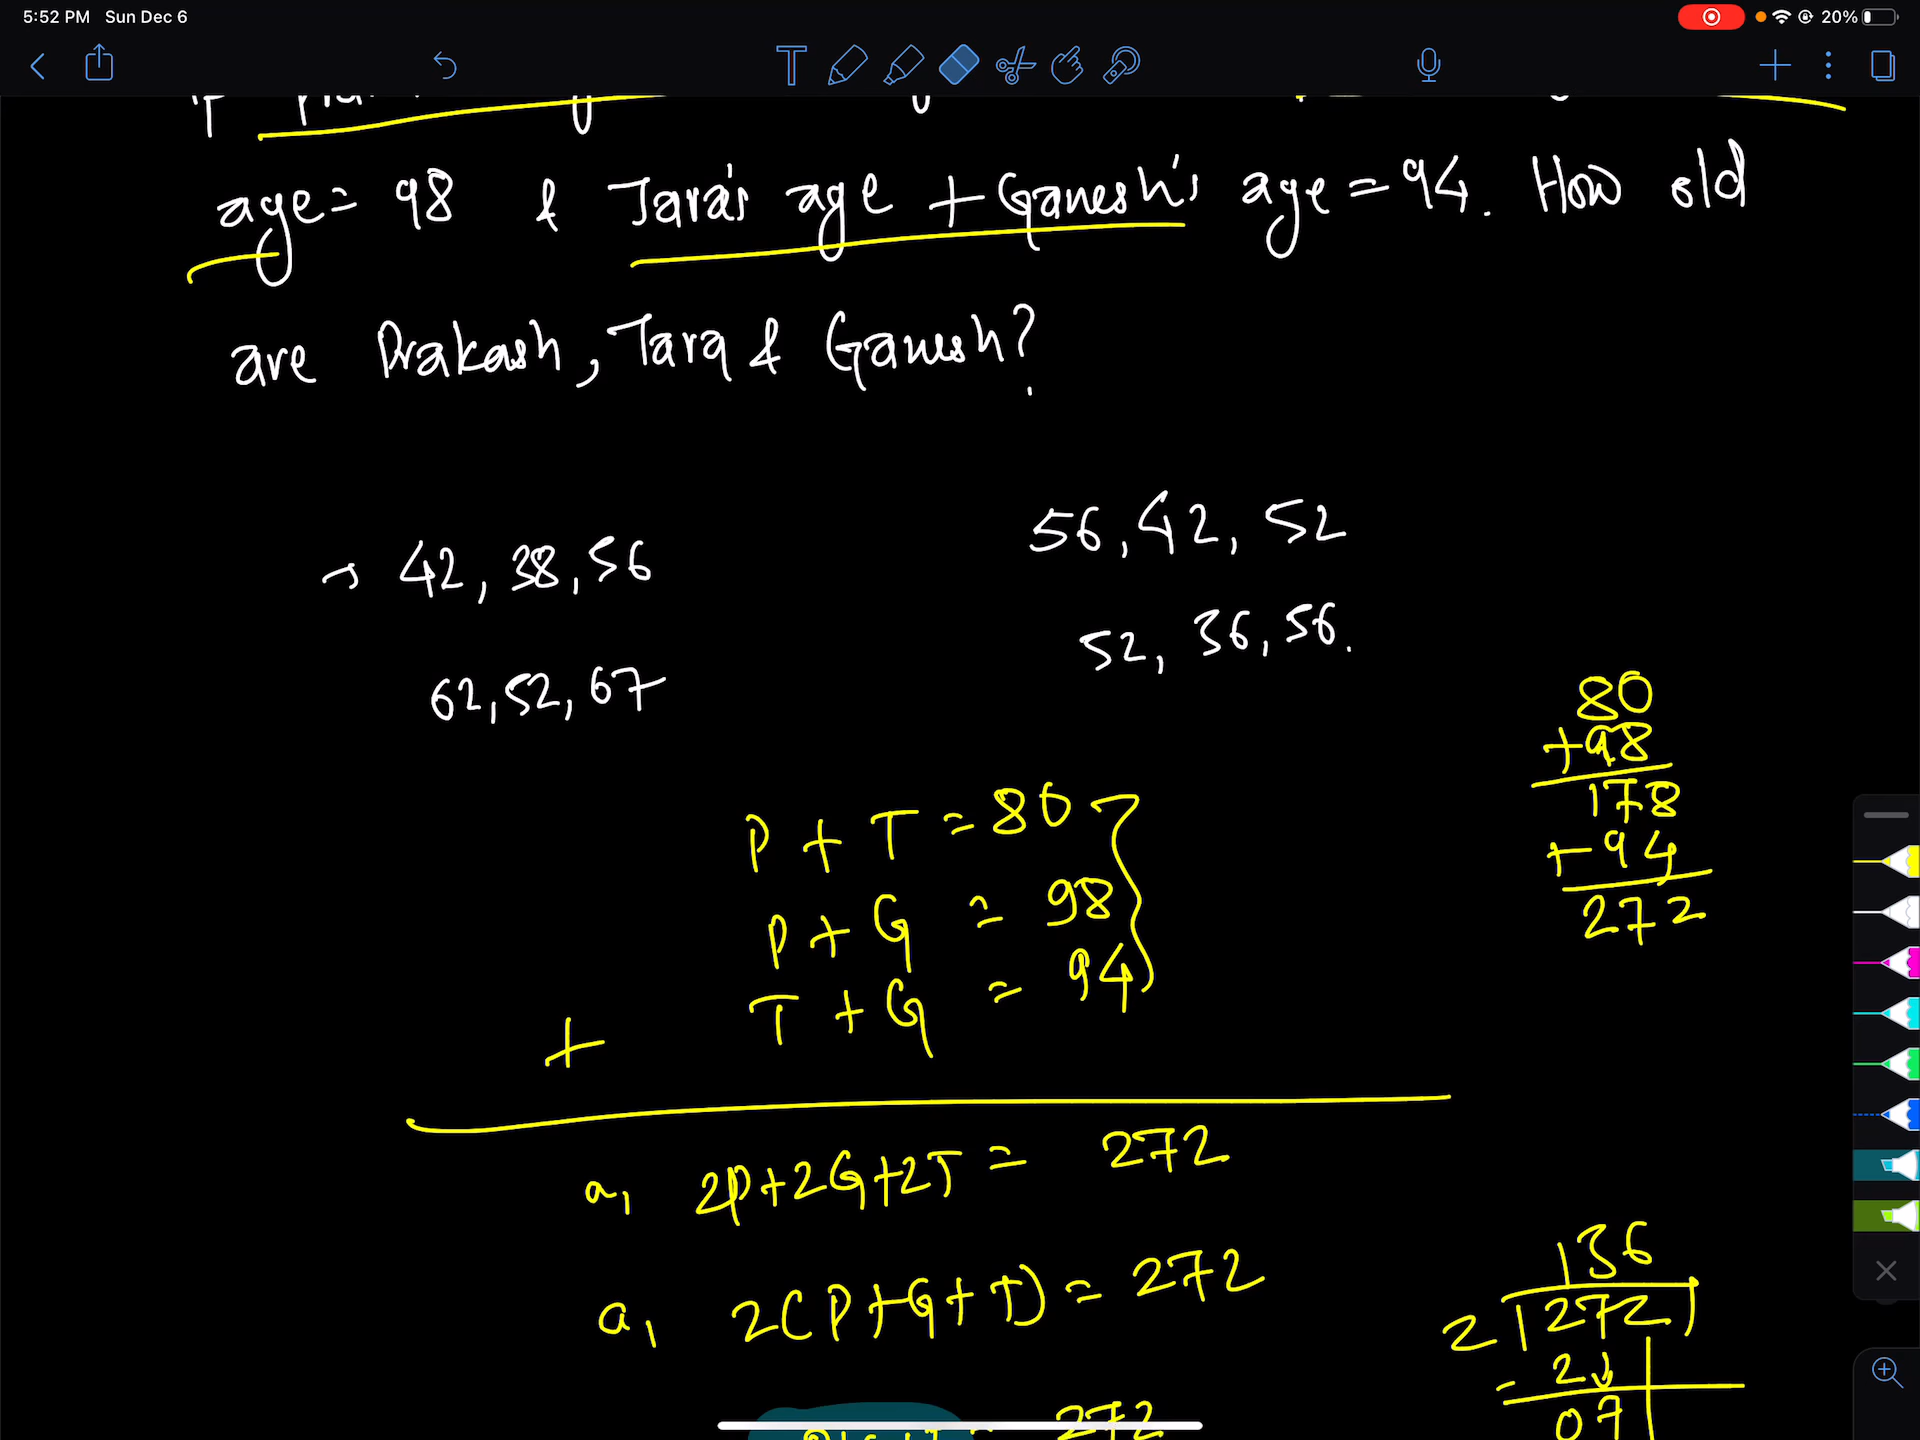 5:52 PM Sun Dec 6
20%
age = 98 & Tara's age + Ganesh's age = 94. How old
are Prakash, Tara & Ganesh?
→ 42, 38, 56
56, 42, 52
62, 52, 67
52, 36, 56.
80
+98
178
+94
272
P + T = 80
P + G = 98
T + G = 94
+
a, 2P+2G+2T = 272
a, 2(P+G+T) = 272
136
2 272
- 2↓
07
272